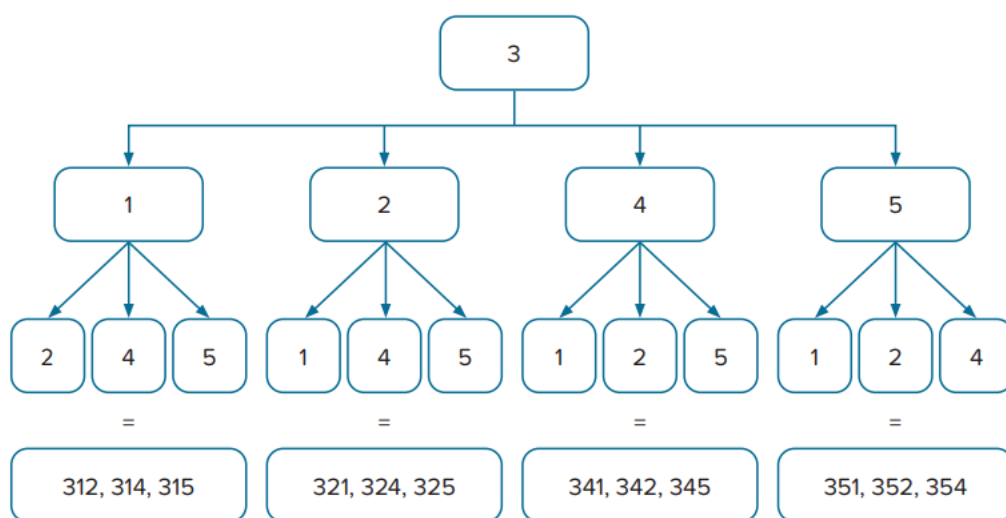 3
1 2 4 5
2 4 5 1 4 5 1 2 5 1 2 4
= = = =
312, 314, 315 321, 324, 325 341, 342, 345 351, 352, 354